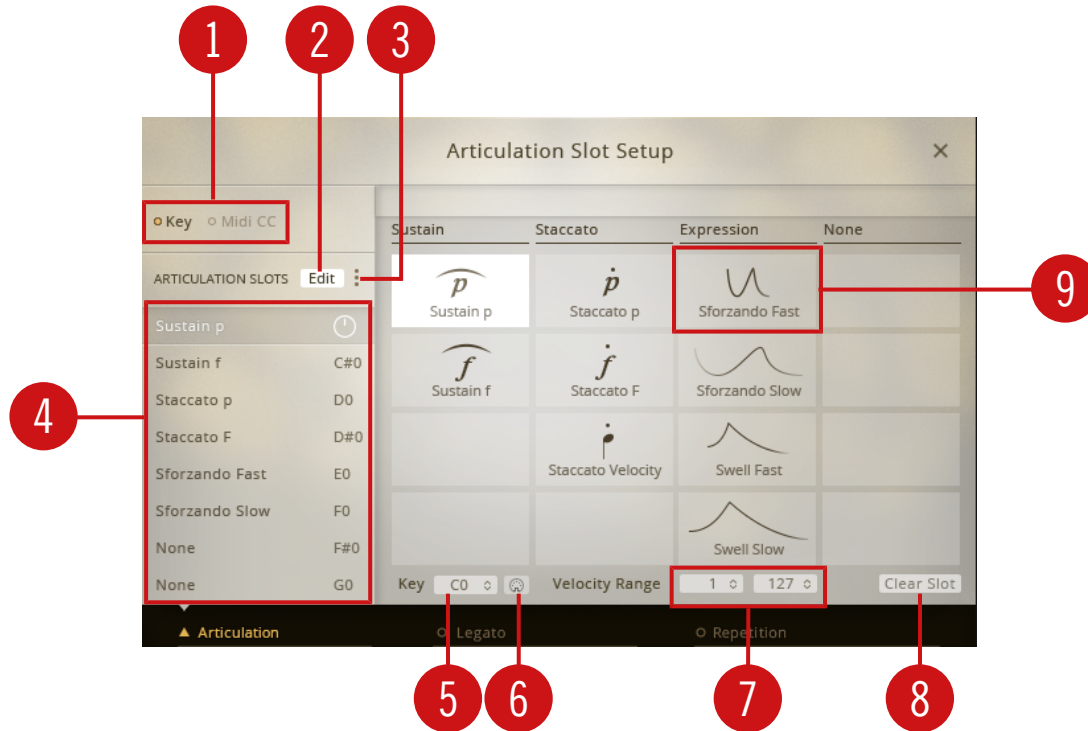 1 2 3
Articulation Slot Setup
Key Midi CC
Sustain Staccato Expression None
ARTICULATION SLOTS Edit
p p
Sustain p Staccato p Sforzando Fast
9
Sustain p
Sustain f C#0
f f
Sustain f Staccato F Sforzando Slow
Staccato p D0
4
Staccato F D#0
Sforzando Fast E0
Staccato Velocity Swell Fast
Sforzando Slow F0
None F#0
Swell Slow
None G0
Key C0 Velocity Range 1 127 Clear Slot
Articulation Legato Repetition
5 6 7 8